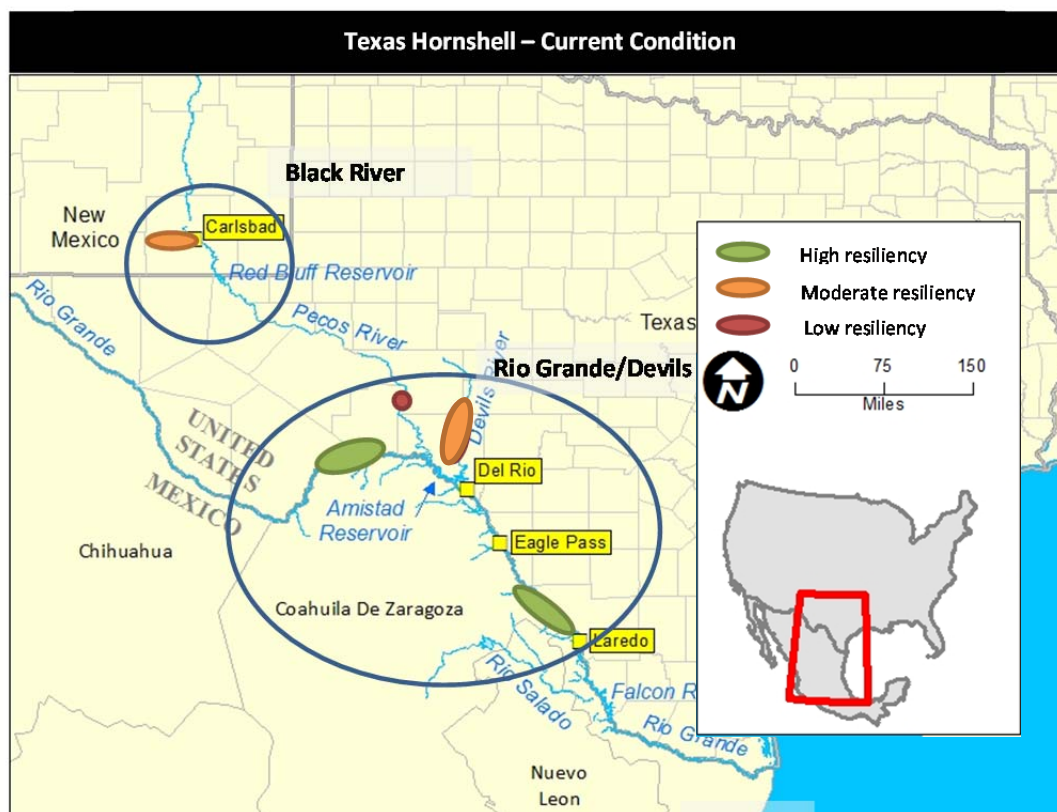 Texas Hornshell – Current Condition
Black River
New
Mexico
Carlsbad
Red Bluff Reservoir
Rio Grande
Pecos River
Texas
Rio Grande/Devils
Devils River
UNITED
STATES
MEXICO
Del Rio
Amistad
Reservoir
Eagle Pass
Chihuahua
Coahuila De Zaragoza
Laredo
Rio Salado
Falcon R
Rio Grande
Nuevo
Leon
High resiliency
Moderate resiliency
Low resiliency
N
0 75 150
Miles